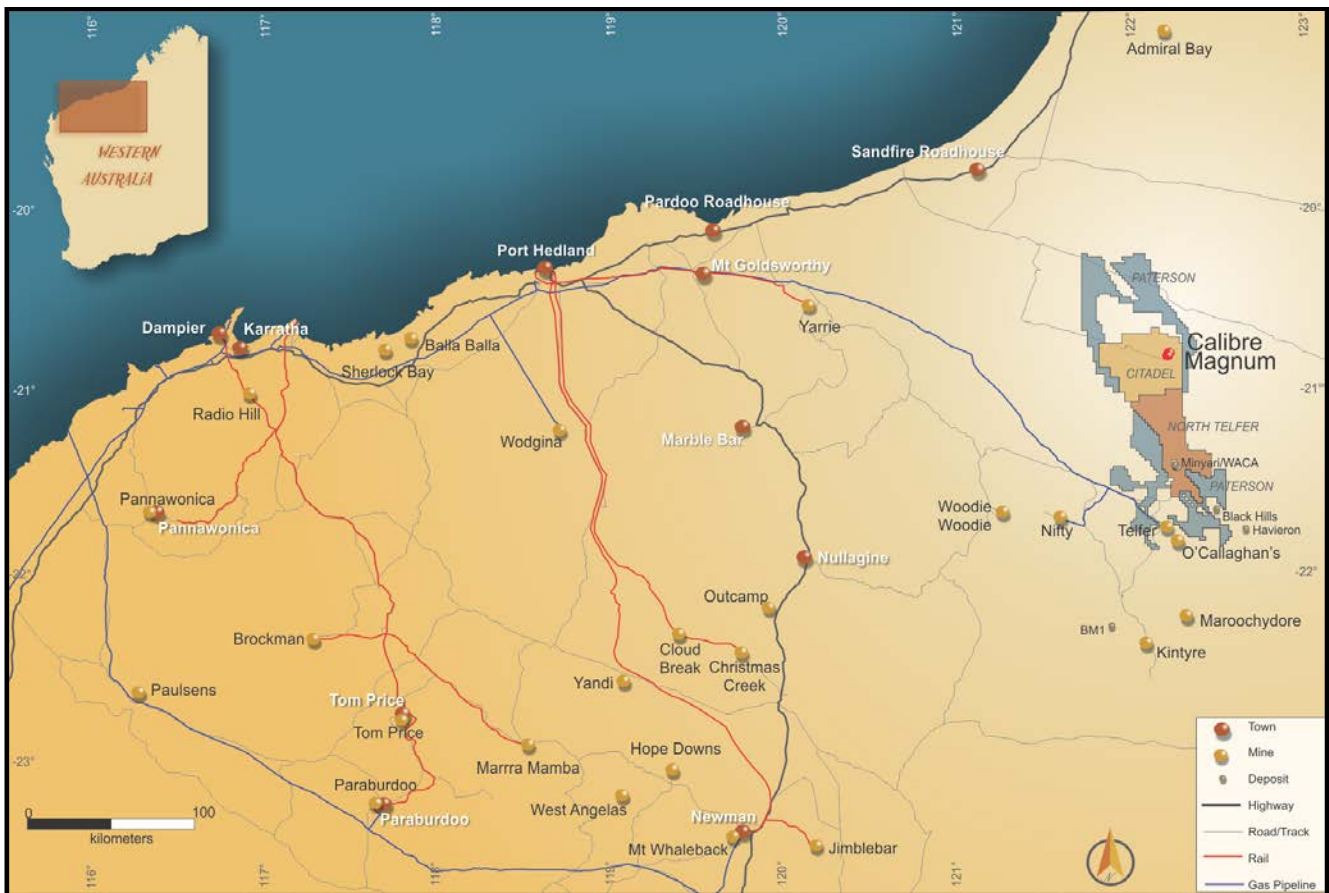 116°
117°
118°
119°
120°
121°
122°
123°
Admiral Bay
WESTERN
AUSTRALIA
Sandfire Roadhouse
-20°
Pardoo Roadhouse
-20°
Port Hedland
Mt Goldsworthy
PATERSON
Yarrie
Dampier
Karratha
Balla Balla
Sherlock Bay
Calibre
Magnum
CITADEL
-21°
-21°
Radio Hill
Wodgina
Marble Bar
NORTH TELFER
Minyari/WACA
PATERSON
Pannawonica
Pannawonica
Woodie
Woodie
Nifty
Telfer
Black Hills
Havieron
O'Callaghan's
Nullagine
-22°
-22°
Outcamp
Maroochydore
BM1
Kintyre
Brockman
Cloud
Break
Christmas
Creek
Yandi
Paulsens
Tom Price
Tom Price
Marrra Mamba
Hope Downs
-23°
Paraburdoo
Paraburdoo
West Angelas
Newman
Mt Whaleback
Jimblebar
0
100
kilometers
Town
Mine
Deposit
Highway
Road/Track
Rail
Gas Pipeline
N
116°
117°
118°
119°
120°
121°